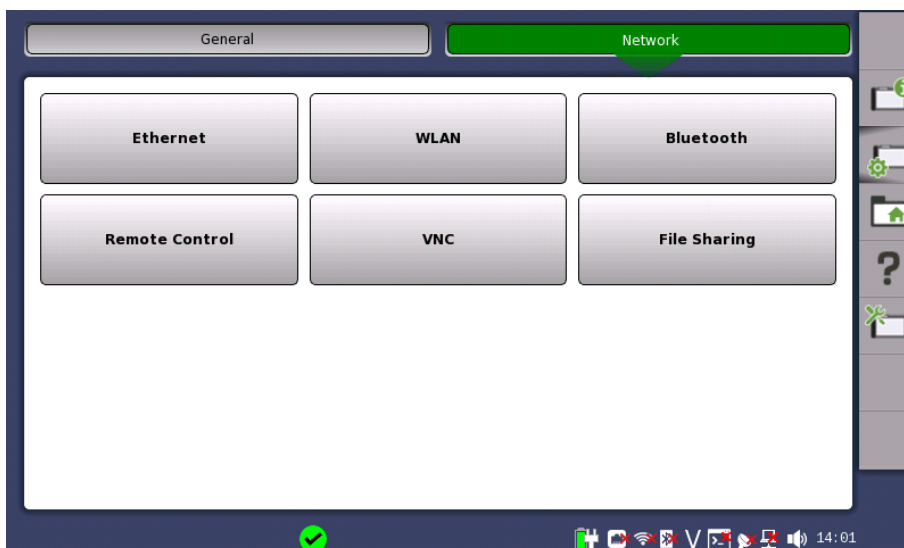 General
Network
Ethernet
WLAN
Bluetooth
Remote Control
VNC
File Sharing
?
V
14:01